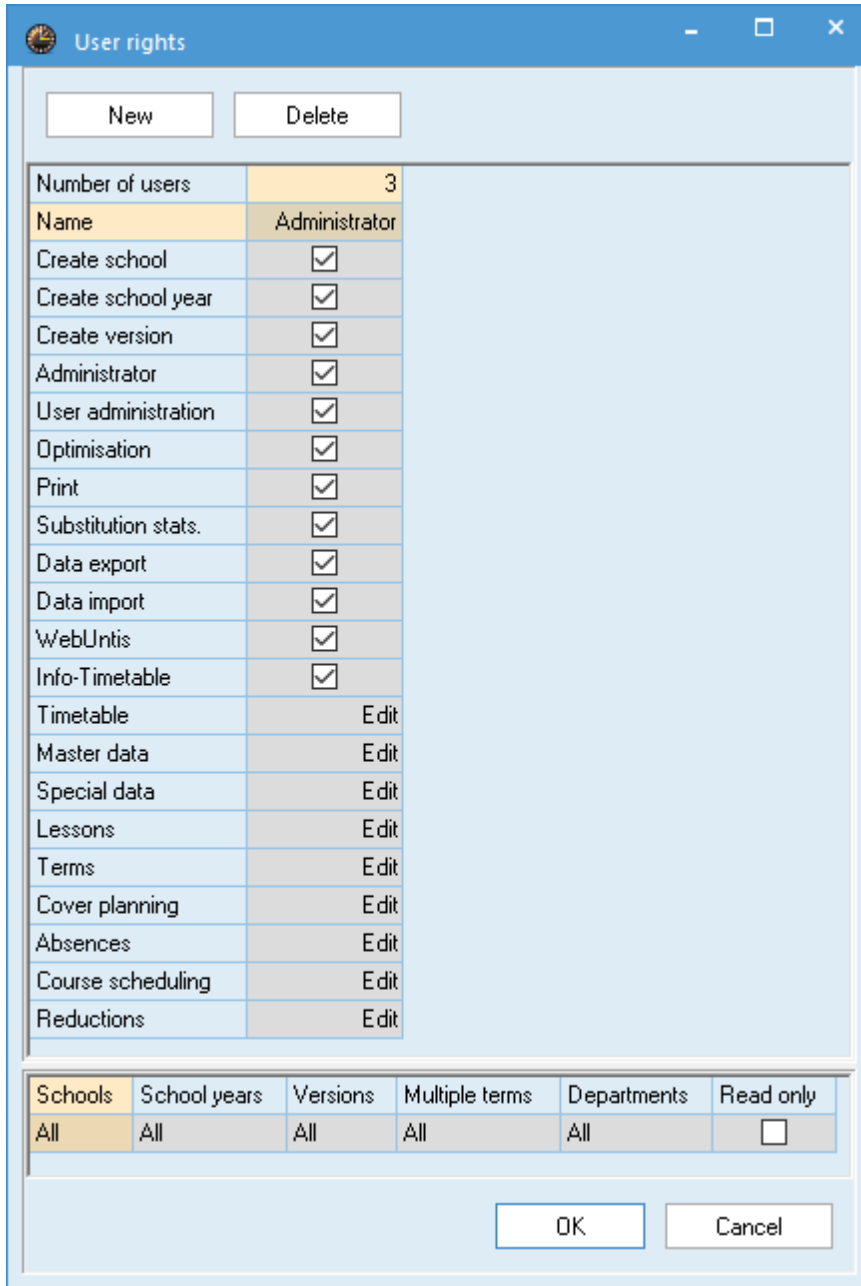 User rights
New Delete
Number of users 3
Name Administrator
Create school
Create school year
Create version
Administrator
User administration
Optimisation
Print
Substitution stats.
Data export
Data import
WebUntis
Info-Timetable
Timetable Edit
Master data Edit
Special data Edit
Lessons Edit
Terms Edit
Cover planning Edit
Absences Edit
Course scheduling Edit
Reductions Edit
Schools School years Versions Multiple terms Departments Read only
All All All All All
OK Cancel